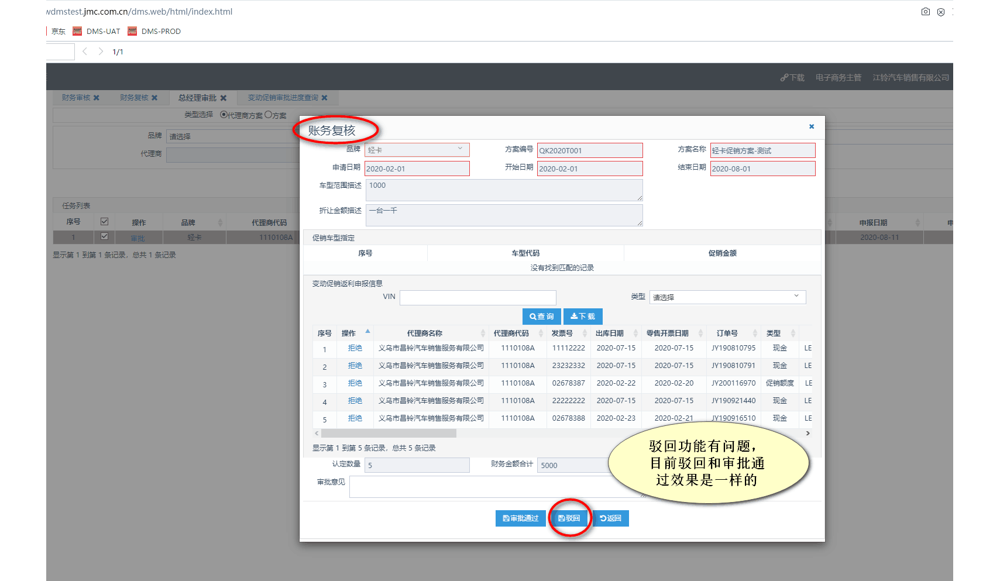 wdmstest.jmc.com.cn/dms.web/html/index.html
京东 DMS-UAT DMS-PROD
1/1
下载 电子商务主管 江铃汽车销售有限公司
财务审核 财务复核 总经理审批 变动促销审批进度查询
类型选择 代理商方案 方案
品牌 请选择
代理商
任务列表
序号 操作 品牌 代理商代码 申报日期 申
1 审批 轻卡 1110108A 2020-08-11
显示第 1 到第 1 条记录，总共 1 条记录
账务复核
品牌 轻卡 方案编号 QK2020T001 方案名称 轻卡促销方案-测试
申请日期 2020-02-01 开始日期 2020-02-01 结束日期 2020-08-01
车型范围描述 1000
折让金额描述 一台一千
促销车型指定
序号 车型代码 促销金额
没有找到匹配的记录
变动促销返利申报信息
VIN 类型 请选择
查询 下载
序号 操作 代理商名称 代理商代码 发票号 出库日期 零售开票日期 订单号 类型
1 拒绝 义乌市昌铃汽车销售服务有限公司 1110108A 11112222 2020-07-15 2020-07-15 JY190810795 现金 LE
2 拒绝 义乌市昌铃汽车销售服务有限公司 1110108A 23232332 2020-07-15 2020-07-15 JY190810791 现金 LE
3 拒绝 义乌市昌铃汽车销售服务有限公司 1110108A 02678387 2020-02-22 2020-02-20 JY200116970 促销额度 LE
4 拒绝 义乌市昌铃汽车销售服务有限公司 1110108A 22222222 2020-07-15 2020-07-15 JY190921440 现金 LE
5 拒绝 义乌市昌铃汽车销售服务有限公司 1110108A 02678388 2020-02-23 2020-02-21 JY190916510 现金 LE
显示第 1 到第 5 条记录，总共 5 条记录
认定数量 5 财务金额合计 5000
审批意见
驳回功能有问题，
目前驳回和审批通
过效果是一样的
审批通过 驳回 返回